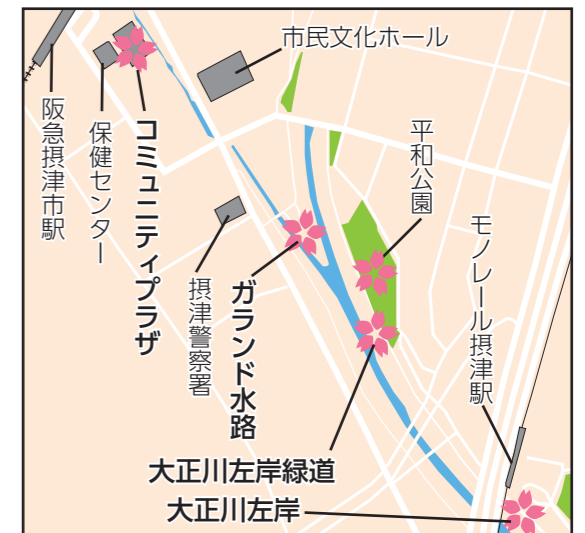 市民文化ホール
阪急摂津市駅
保健センター
コミュニティプラザ
平和公園
モノレール摂津駅
摂津警察署
ガランド水路
大正川左岸緑道
大正川左岸